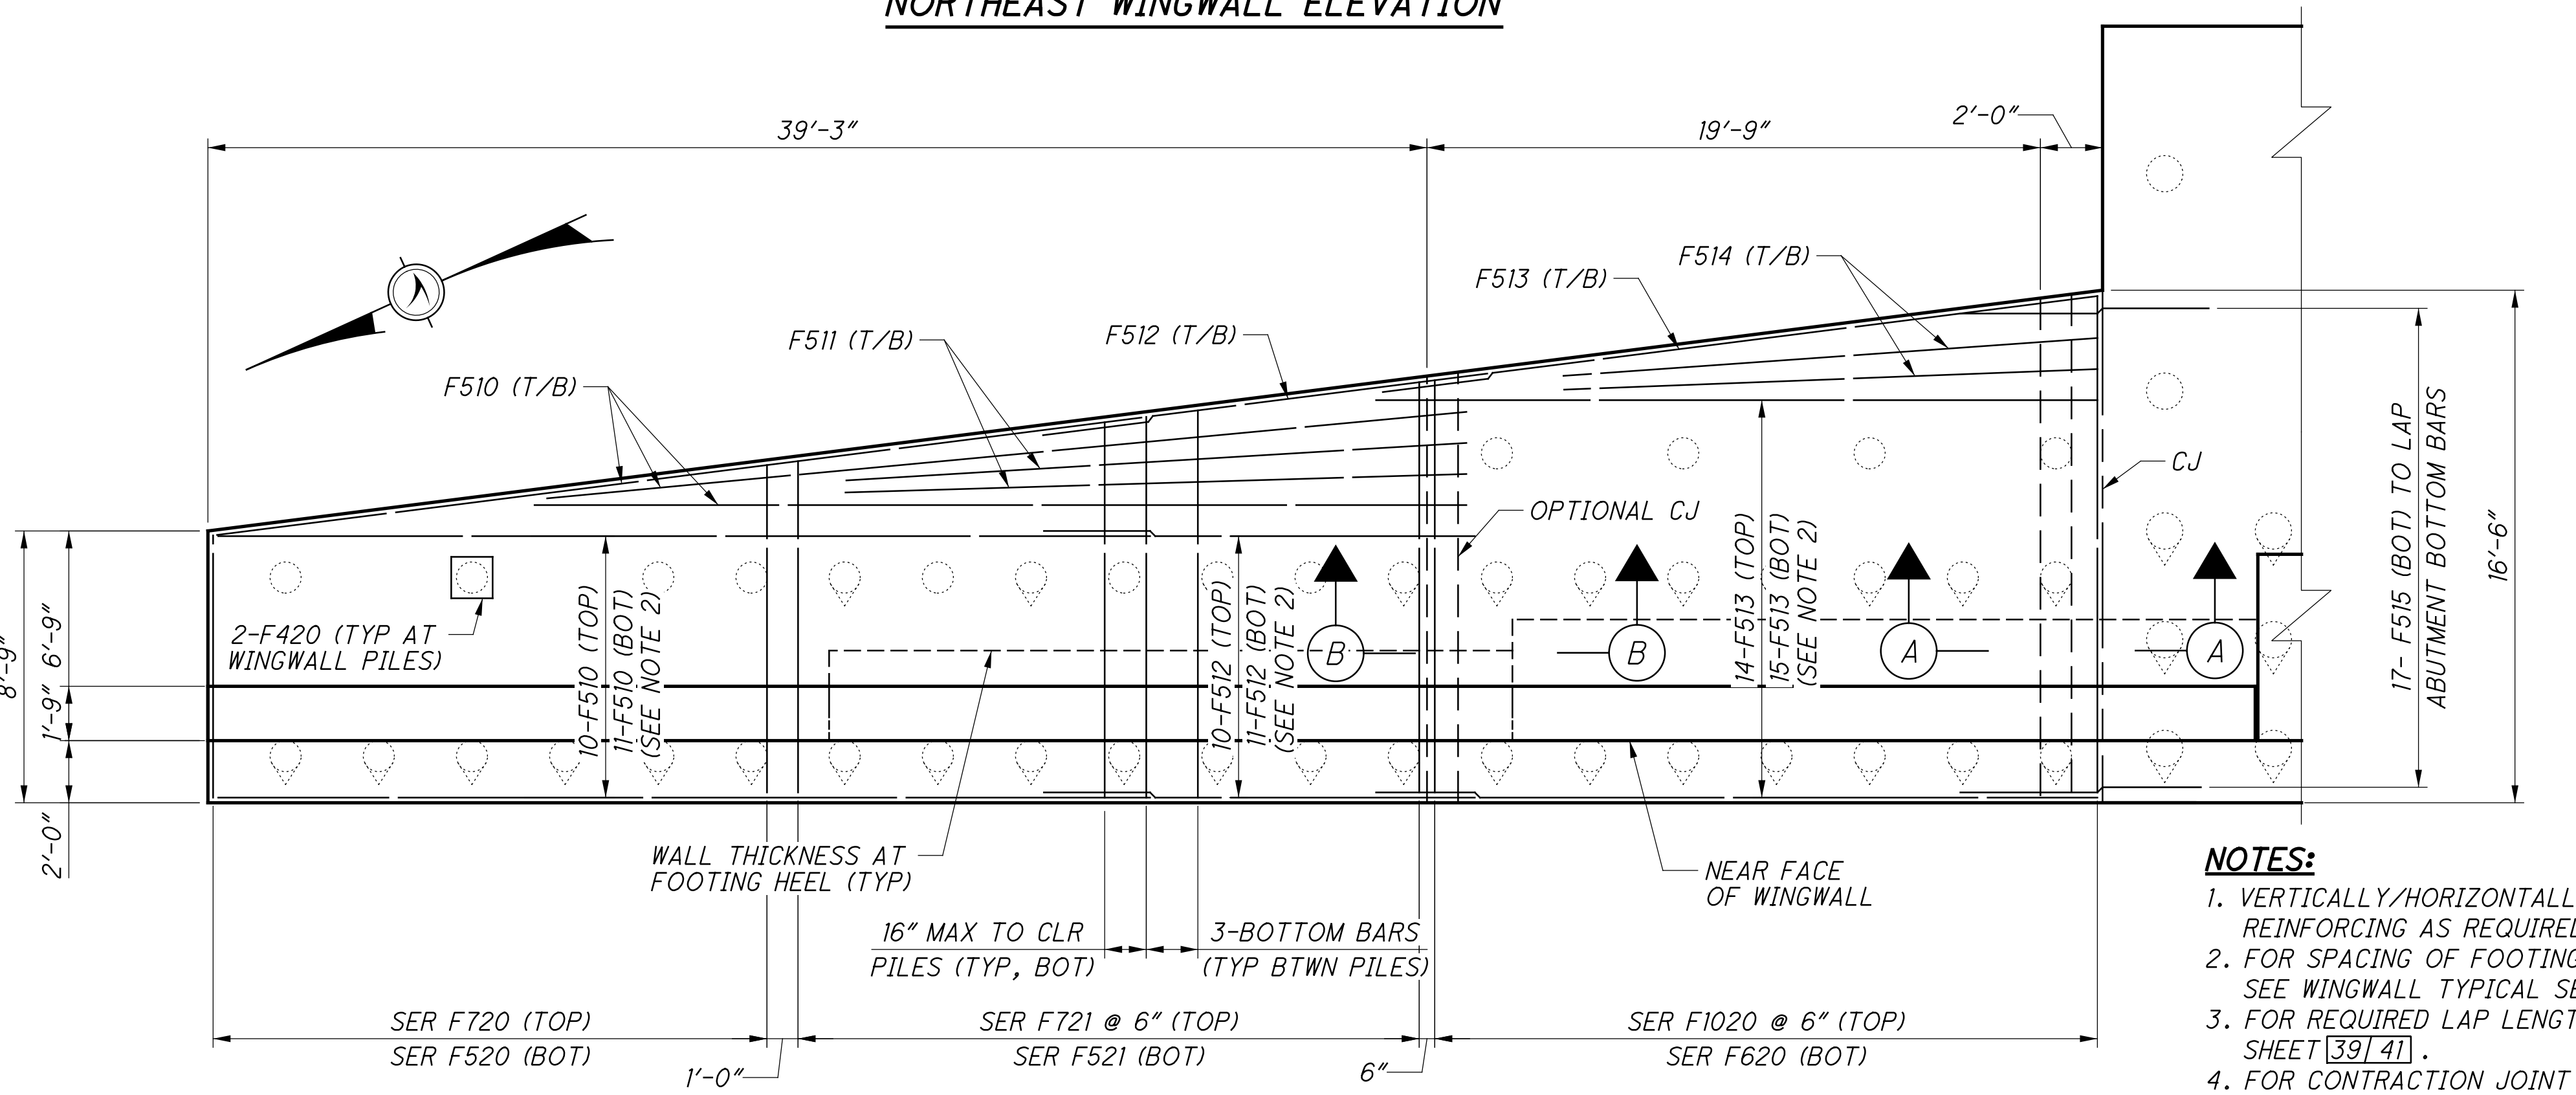 NORTHEAST WINGWALL ELEVATION
39'-3"
19'-9"
2'-0"
F514 (T/B)
F513 (T/B)
F512 (T/B)
F511 (T/B)
F510 (T/B)
CJ
OPTIONAL CJ
8'-9"
1'-9" 6'-9"
2'-0"
2-F420 (TYP AT
WINGWALL PILES)
10-F510 (TOP)
11-F510 (BOT)
(SEE NOTE 2)
10-F512 (TOP)
11-F512 (BOT)
(SEE NOTE 2)
B
B
14-F513 (TOP)
15-F513 (BOT)
(SEE NOTE 2)
A
A
17- F515 (BOT) TO LAP
ABUTMENT BOTTOM BARS
16'-6"
WALL THICKNESS AT
FOOTING HEEL (TYP)
NEAR FACE
OF WINGWALL
16" MAX TO CLR
PILES (TYP, BOT)
3-BOTTOM BARS
(TYP BTWN PILES)
SER F720 (TOP)
SER F520 (BOT)
1'-0"
SER F721 @ 6" (TOP)
SER F521 (BOT)
6"
SER F1020 @ 6" (TOP)
SER F620 (BOT)
NOTES:
1. VERTICALLY/HORIZONTALL
REINFORCING AS REQUIRED
2. FOR SPACING OF FOOTING
SEE WINGWALL TYPICAL SE
3. FOR REQUIRED LAP LENGT
SHEET 39/41 .
4. FOR CONTRACTION JOINT